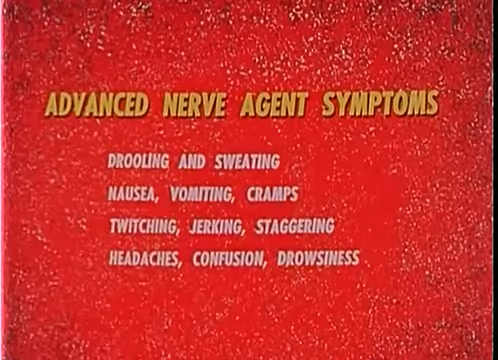 ADVANCED NERVE AGENT SYMPTOMS
DROOLING AND SWEATING
NAUSEA, VOMITING, CRAMPS
TWITCHING, JERKING, STAGGERING
HEADACHES, CONFUSION, DROWSINESS